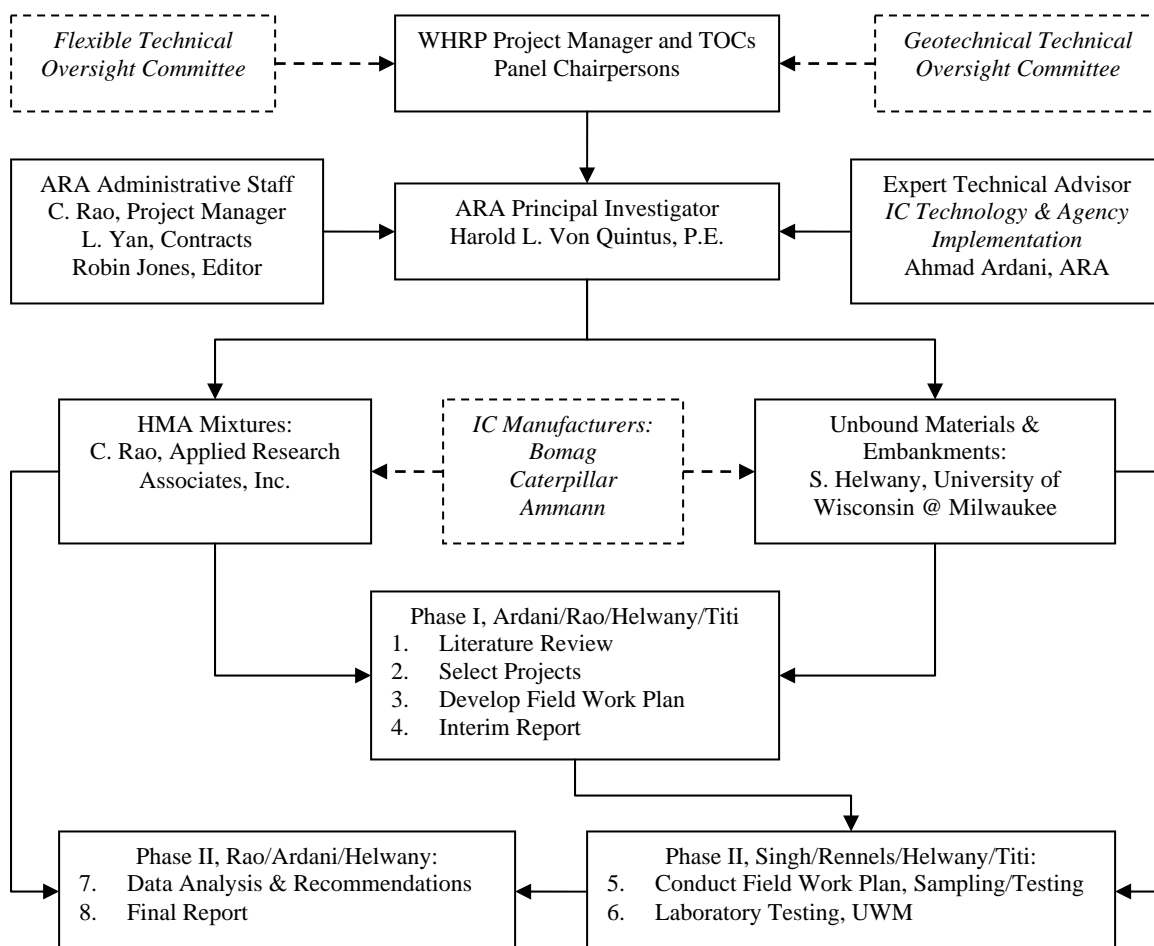 Flexible Technical
Oversight Committee
WHRP Project Manager and TOCs
Panel Chairpersons
Geotechnical Technical
Oversight Committee
ARA Administrative Staff
C. Rao, Project Manager
L. Yan, Contracts
Robin Jones, Editor
ARA Principal Investigator
Harold L. Von Quintus, P.E.
Expert Technical Advisor
IC Technology & Agency
Implementation
Ahmad Ardani, ARA
HMA Mixtures:
C. Rao, Applied Research
Associates, Inc.
IC Manufacturers:
Bomag
Caterpillar
Ammann
Unbound Materials &
Embankments:
S. Helwany, University of
Wisconsin @ Milwaukee
Phase I, Ardani/Rao/Helwany/Titi
1. Literature Review
2. Select Projects
3. Develop Field Work Plan
4. Interim Report
Phase II, Rao/Ardani/Helwany:
7. Data Analysis & Recommendations
8. Final Report
Phase II, Singh/Rennels/Helwany/Titi:
5. Conduct Field Work Plan, Sampling/Testing
6. Laboratory Testing, UWM